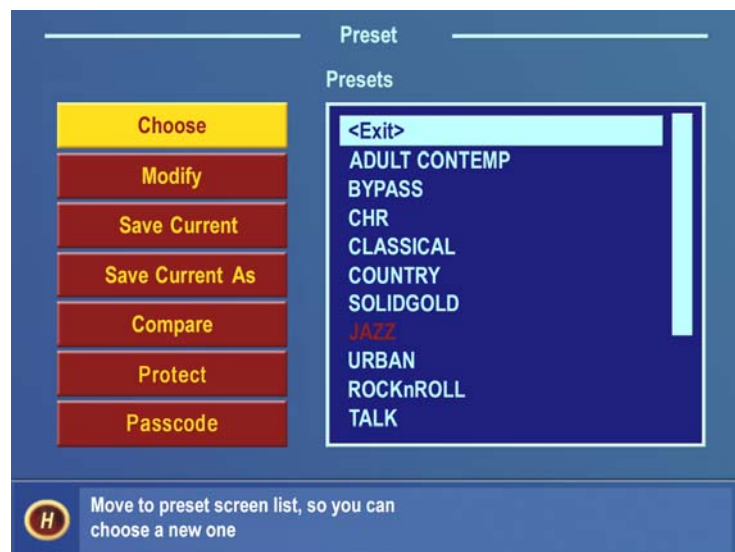 Preset
Presets
Choose
Modify
Save Current
Save Current As
Compare
Protect
Passcode
<Exit>
ADULT CONTEMP
BYPASS
CHR
CLASSICAL
COUNTRY
SOLIDGOLD
JAZZ
URBAN
ROCKnROLL
TALK
H
Move to preset screen list, so you can
choose a new one